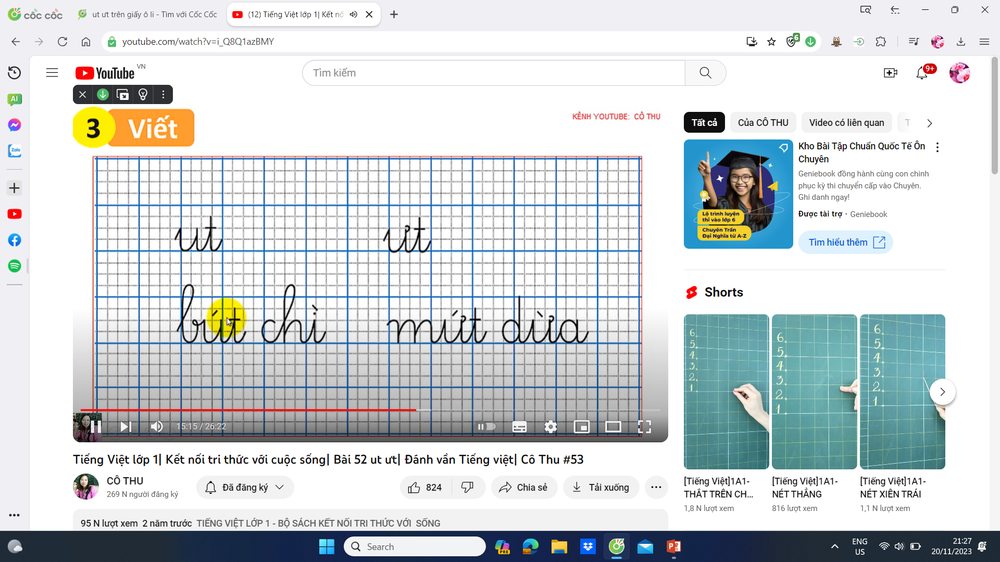 cốc cốc
ut ưt trên giấy ô li - Tìm với Cốc Cốc
(12) Tiếng Việt lớp 1| Kết nố
youtube.com/watch?v=i_Q8Q1azBMY
6
AI
Zalo
YouTube VN
Tìm kiếm
9+
3 Viết
KÊNH YOUTUBE: CÔ THU
ut ưt
bút chì mứt dừa
15:15 / 26:22
Tiếng Việt lớp 1| Kết nối tri thức với cuộc sống| Bài 52 ut ưt| Đánh vần Tiếng việt| Cô Thu #53
CÔ THU
269 N người đăng ký
Đã đăng ký
824
Chia sẻ
Tải xuống
95 N lượt xem 2 năm trước TIẾNG VIỆT LỚP 1 - BỘ SÁCH KẾT NỐI TRI THỨC VỚI SỐNG
Tất cả
Của CÔ THU
Video có liên quan
T
Lộ trình luyện
thi vào lớp 6
Chuyên Trần
Đại Nghĩa từ A-Z
Kho Bài Tập Chuẩn Quốc Tế Ôn
Chuyên
Geniebook đồng hành cùng con chinh
phục kỳ thi chuyển cấp vào Chuyên.
Ghi danh ngay!
Được tài trợ · Geniebook
Tìm hiểu thêm
Shorts
6.
5.
4.
3.
2.
1.
6.
5.
4.
3.
2.
1.
6.
5.
4.
3.
2.
1.
[Tiếng Việt]1A1-
THẮT TRÊN CH...
1,8 N lượt xem
[Tiếng Việt]1A1-
NÉT THẲNG
816 lượt xem
[Tiếng Việt]1A1-
NÉT XIÊN TRÁI
1,1 N lượt xem
Search
PRE
ENG
US
21:27
20/11/2023